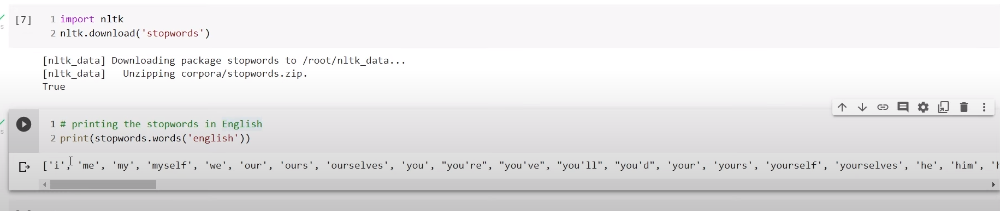 [7]
1 import nltk
2 nltk.download('stopwords')
[nltk_data] Downloading package stopwords to /root/nltk_data...
[nltk_data]   Unzipping corpora/stopwords.zip.
True
1 # printing the stopwords in English
2 print(stopwords.words('english'))
['i', 'me', 'my', 'myself', 'we', 'our', 'ours', 'ourselves', 'you', "you're", "you've", "you'll", "you'd", 'your', 'yours', 'yourself', 'yourselves', 'he', 'him',